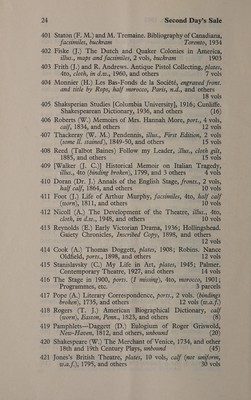 24 Second Day's Sale
401 Staton (F. M.) and M. Tremaine. Bibliography of Canadiana,
facsimiles, buckram Toronto, 1934
402 Fiske (J.) The Dutch and Quaker Colonies in America,
illus., maps and facsimiles, 2 vols, buckram 1903
403 Frith (J.) and R. Andrews. Antique Pistol Collecting, plates,
4to, cloth, in d.w., 1960, and others 7 vols
404 Monnier (H.) Les Bas-Fonds de la Société, engraved front.
and title by Rops, half morocco, Paris, n.d., and others
18 vols
405 Shaksperian Studies [Columbia University], 1916; Cunliffe.
Shakespearean Dictionary, 1936, and others (16)
406 Roberts (W.) Memoirs of Mrs. Hannah More, port., 4 vols,
calf, 1834, and others 12 vols
407 Thackeray (W. M.) Pendennis, illus., First Edition, 2 vols
(some ll. stained), 1849-50, and others 15 vols
408 Reed (Talbot Baines) Follow my Leader, illus., cloth gilt,
1885, and others 15 vols
409 [Walker (J. C.)] Historical Memoir on Italian Tragedy,
illus., 4to (binding broken), 1799, and 3 others 4 vols
410 Doran (Dr. J.) Annals of the English Stage, fronts., 2 vols,
half calf, 1864, and others 10 vols
411 Foot (J.) Life of Arthur Murphy, facsimiles, 4to, half calf
(worn), 1811, and others 10 vols
412 Nicoll (A.) The Development of the Theatre, illus., 4to,
cloth, in d.w., 1948, and others 10 vols
413 Reynolds (E.) Early Victorian Drama, 1936; Hollingshead.
Gaiety Chronicles, Inscribed Copy, 1898, and others
12 vols
414 Cook (A.) Thomas Doggett, plates, 1908; Robins. Nance
Oldfield, ports., 1898, and others 12 vols
415 Stanislavsky (C.) My Life in Art, plates, 1945; Palmer.
Contemporary Theatre, 1927, and others 14 vols
416 The Stage in 1900, ports. (1 missing), 4to, morocco, 1901;
Programmes, etc. 5 parcels
417 Pope (A.) Literary Correspondence, ports., 2 vols. (bindings
broken), 1735, and others 12 vols (w.a.f.)
418 Rogers (T. J.) American Biographical Dictionary, calf
(worn), Easton, Penn., 1823, and others (8)
419 Pamphlets—Daggett (D.) Eulogium of Roger Griswold,
New-Haven, 1812, and others, unbound (20)
420 Shakespeare (W.) The Merchant of Venice, 1734, and other
18th and 19th Century Plays, unbound (45)
421 Jones's British Theatre, plates, 10 vols, calf (not uniform,
w.a.f.), 1795, and others 30 vols